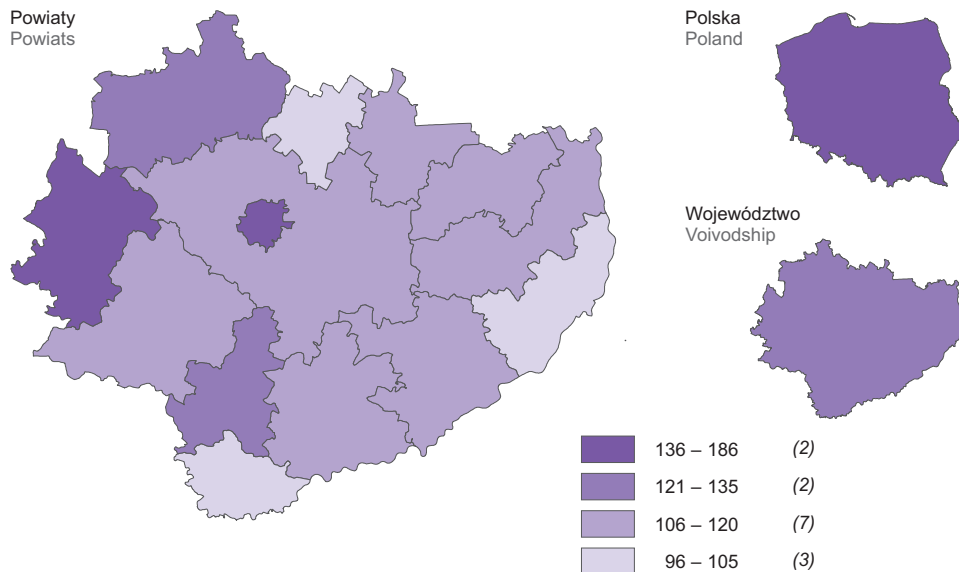 Powiaty
Powiats
Polska
Poland
Województwo
Voivodship
136 – 186 (2)
121 – 135 (2)
106 – 120 (7)
96 – 105 (3)